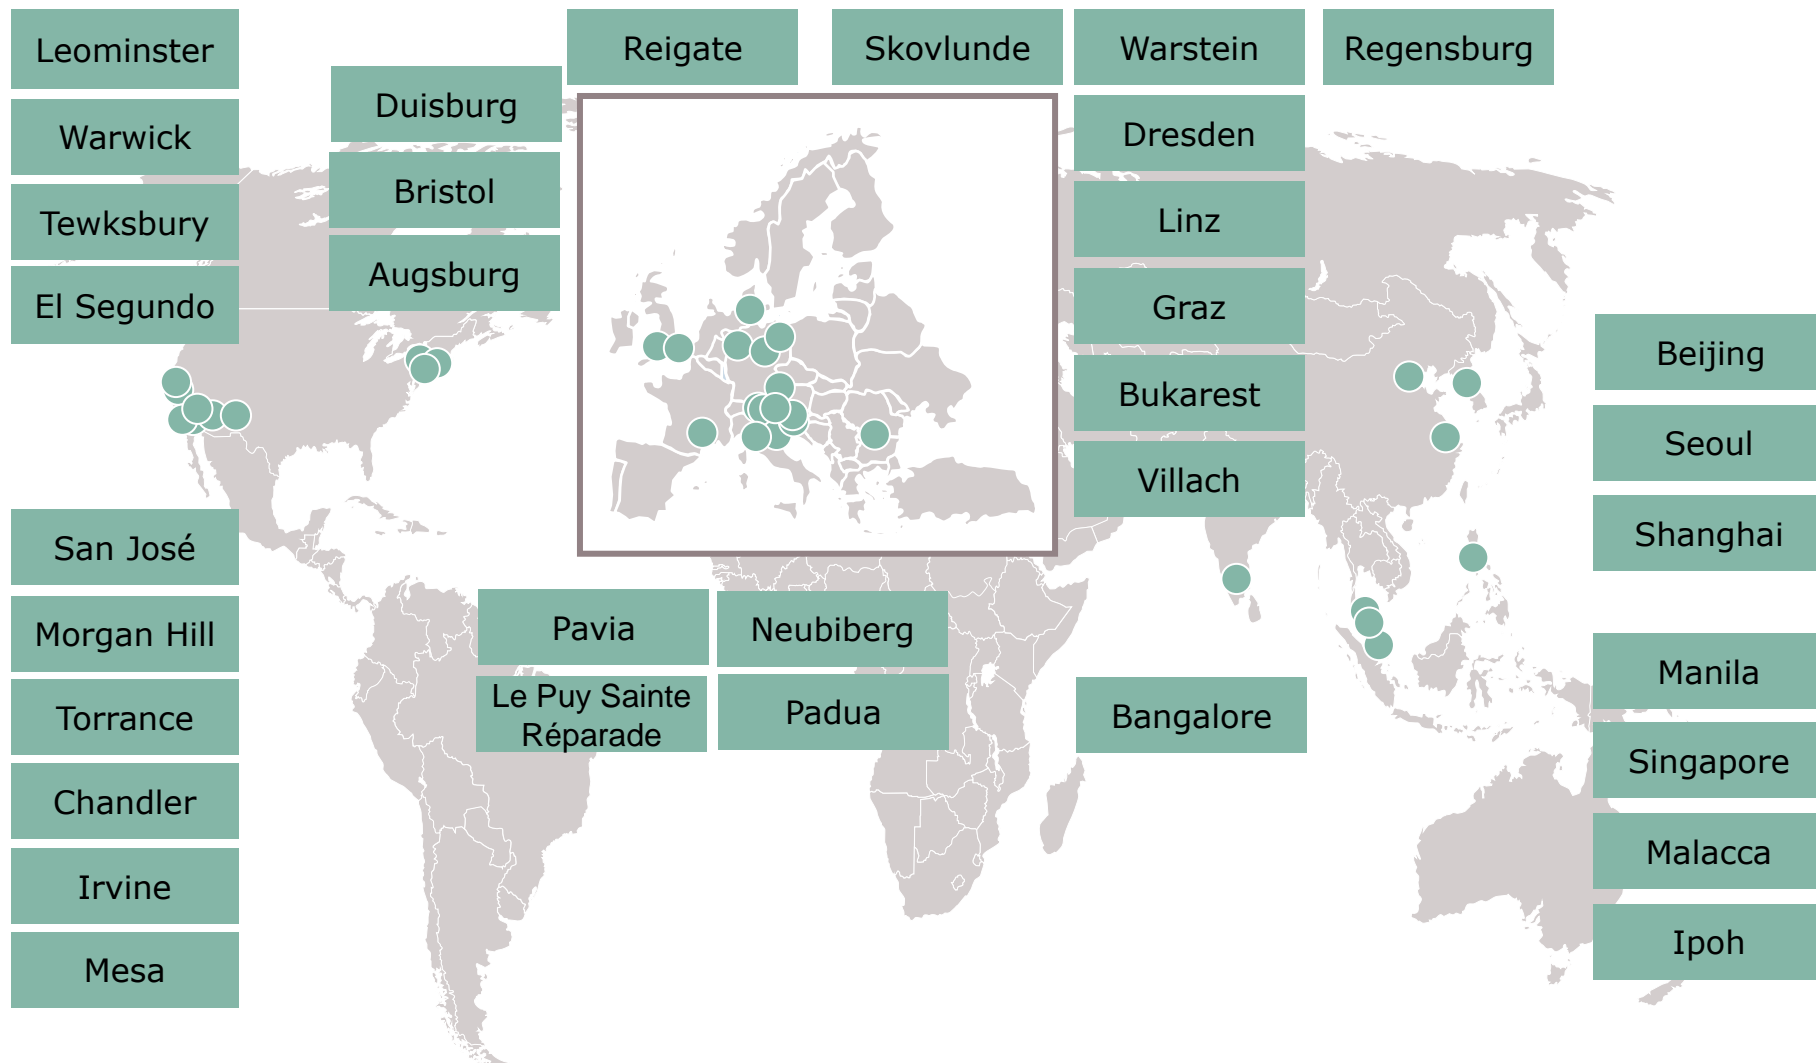 Leominster
Warwick
Tewksbury
El Segundo
Duisburg
Bristol
Augsburg
Reigate
Skovlunde
Warstein
Regensburg
Dresden
Linz
Graz
Bukarest
Villach
Beijing
Seoul
Shanghai
San José
Morgan Hill
Torrance
Chandler
Irvine
Mesa
Pavia
Neubiberg
Le Puy Sainte
Réparade
Padua
Bangalore
Manila
Singapore
Malacca
Ipoh